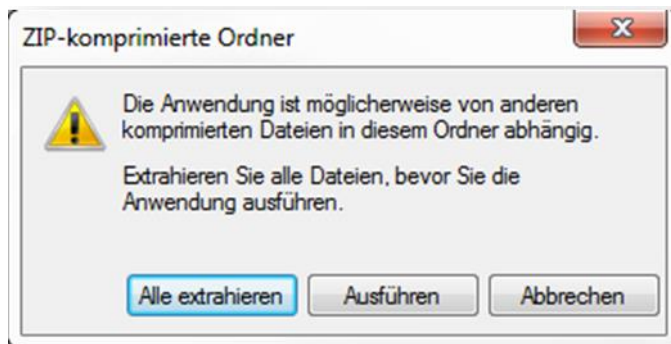 ZIP-komprimierte Ordner
Die Anwendung ist möglicherweise von anderen
komprimierten Dateien in diesem Ordner abhängig.
Extrahieren Sie alle Dateien, bevor Sie die
Anwendung ausführen.
Alle extrahieren Ausführen Abbrechen